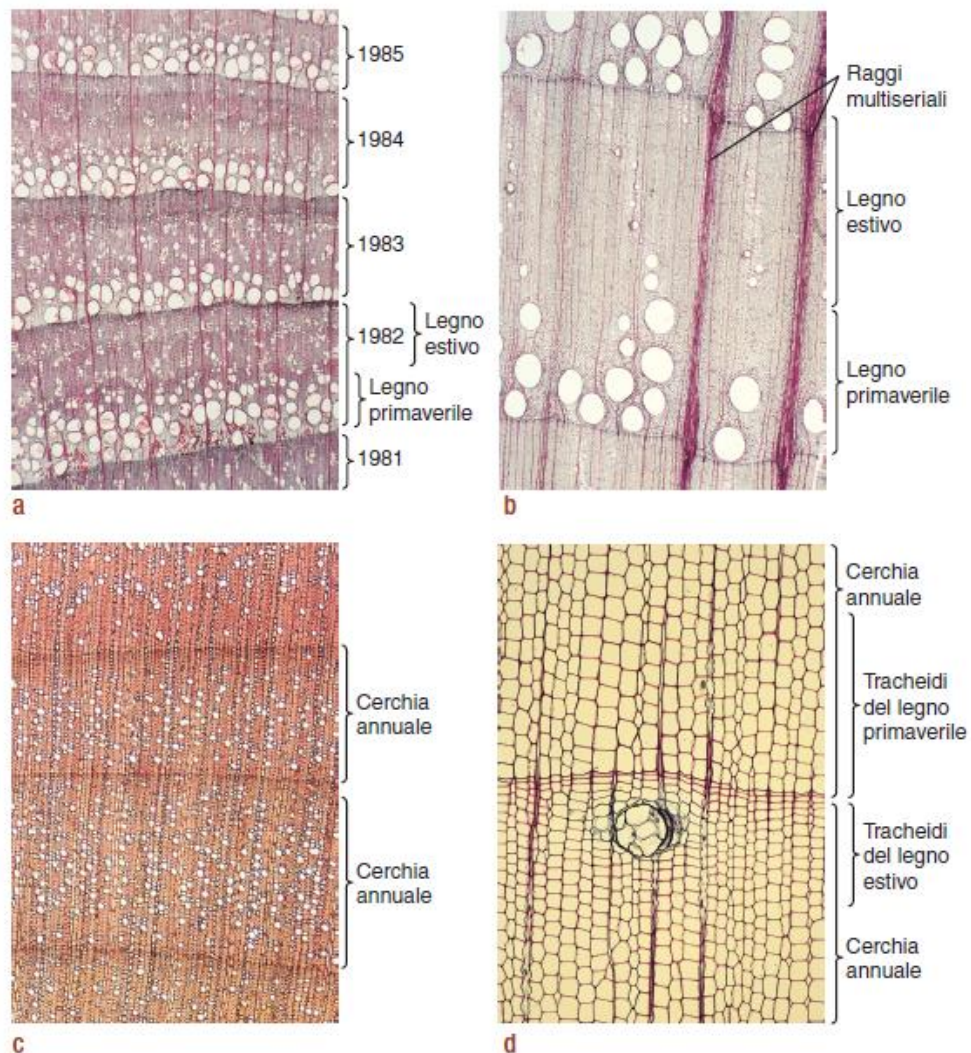 1985
1984
1983
1982
Legno
estivo
Legno
primaverile
1981
a
Raggi
multiseriali
Legno
estivo
Legno
primaverile
b
Cerchia
annuale
Cerchia
annuale
c
Cerchia
annuale
Tracheidi
del legno
primaverile
Tracheidi
del legno
estivo
Cerchia
annuale
d